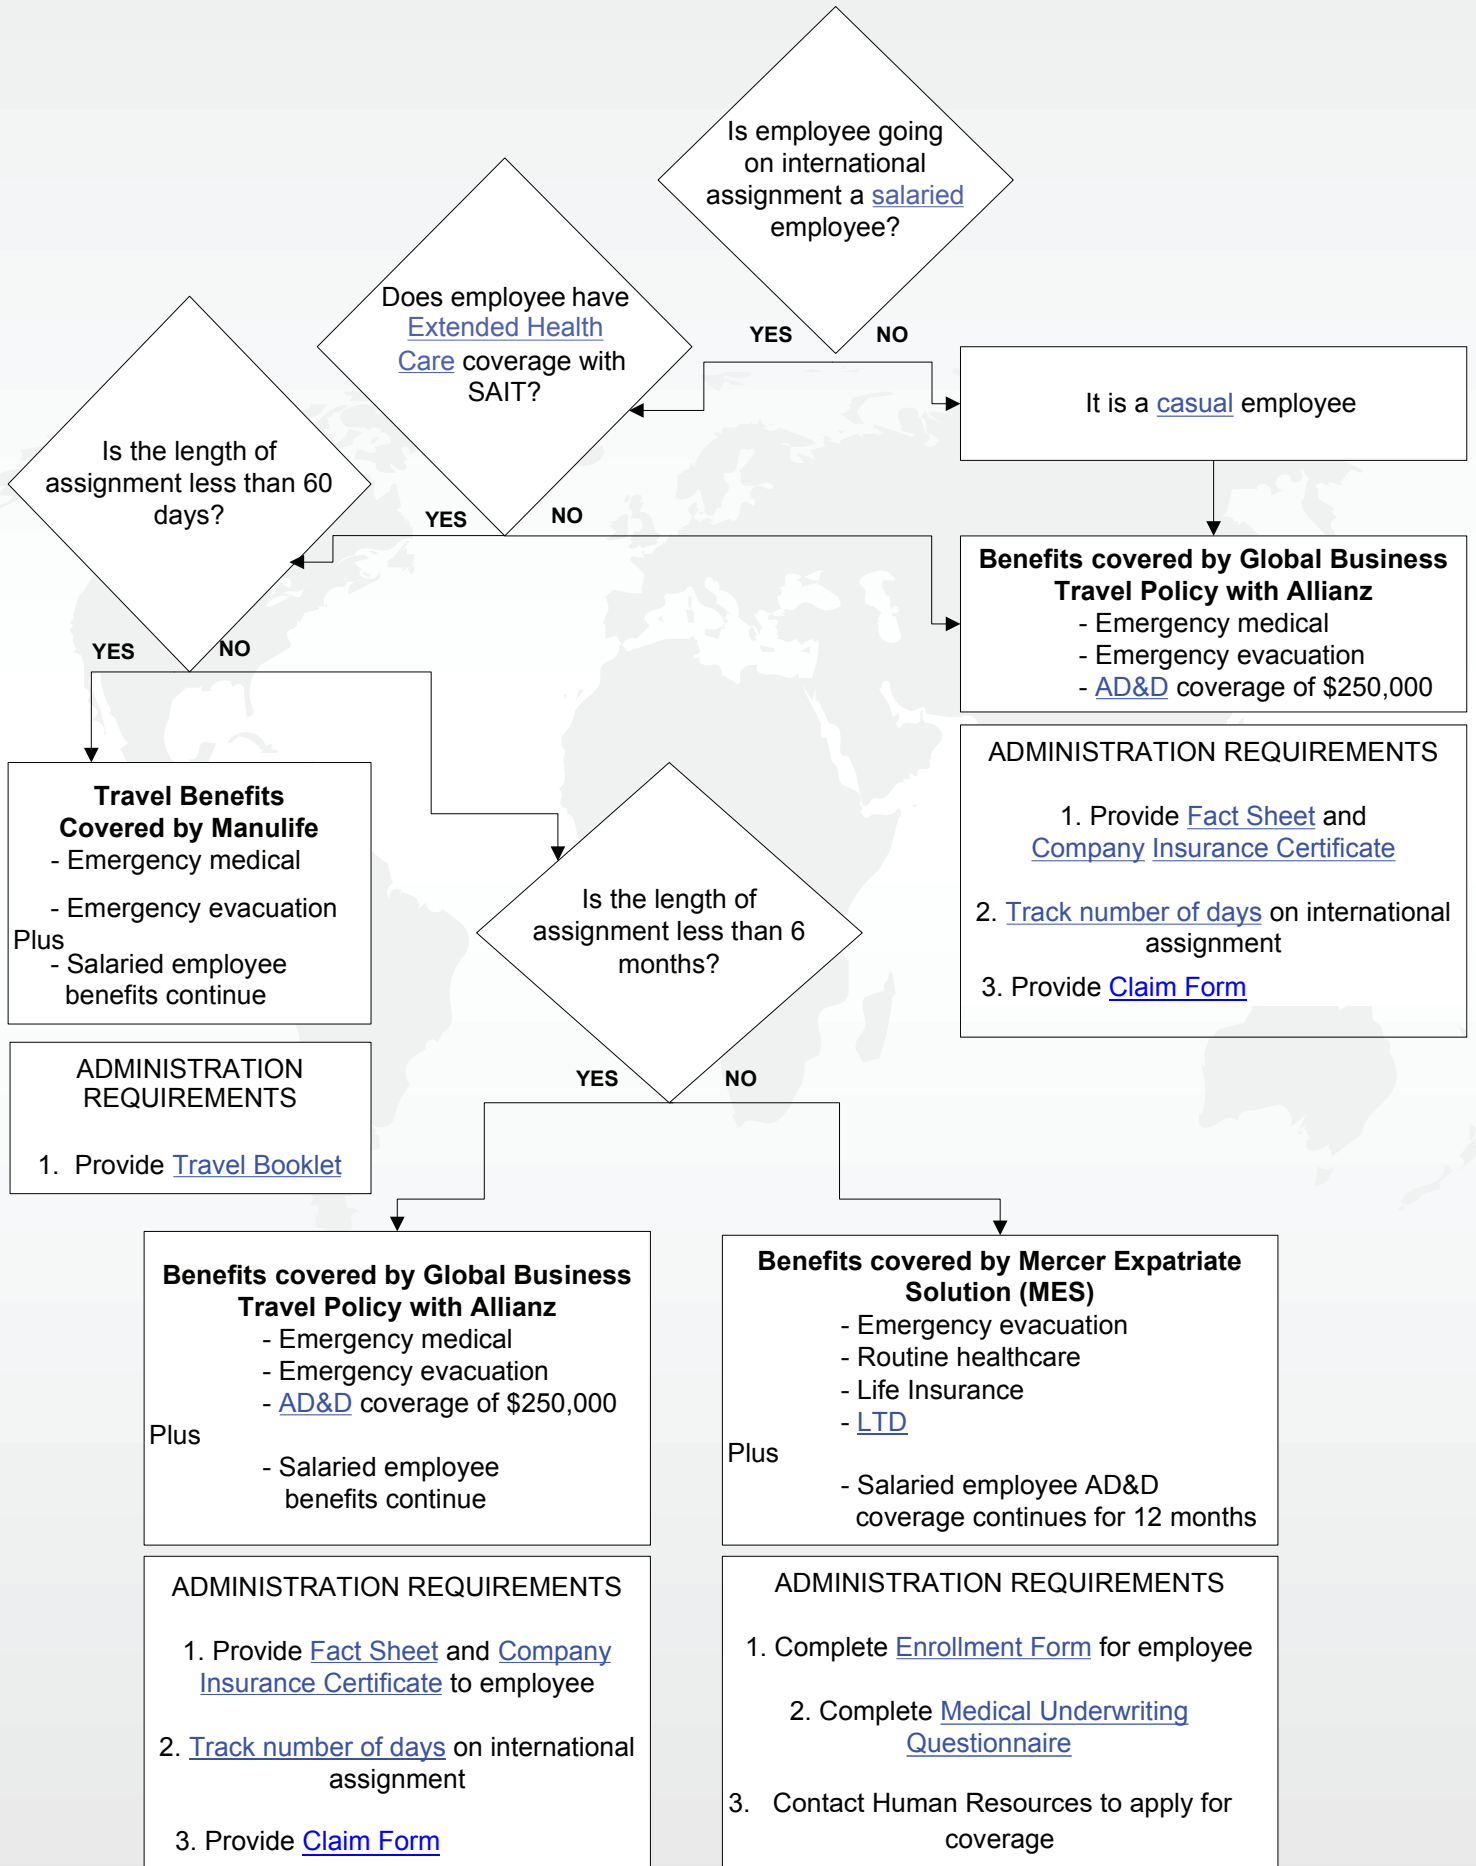 Is employee going
on international
assignment a salaried
employee?
YES
NO
Does employee have
Extended Health
Care coverage with
SAIT?
YES
NO
It is a casual employee
Is the length of
assignment less than 60
days?
YES
NO
Benefits covered by Global Business
Travel Policy with Allianz
- Emergency medical
- Emergency evacuation
- AD&D coverage of $250,000
ADMINISTRATION REQUIREMENTS
1. Provide Fact Sheet and
Company Insurance Certificate
2. Track number of days on international
assignment
3. Provide Claim Form
Travel Benefits
Covered by Manulife
- Emergency medical
- Emergency evacuation
Plus
- Salaried employee
benefits continue
ADMINISTRATION
REQUIREMENTS
1. Provide Travel Booklet
Is the length of
assignment less than 6
months?
YES
NO
Benefits covered by Global Business
Travel Policy with Allianz
- Emergency medical
- Emergency evacuation
- AD&D coverage of $250,000
Plus
- Salaried employee
benefits continue
ADMINISTRATION REQUIREMENTS
1. Provide Fact Sheet and Company
Insurance Certificate to employee
2. Track number of days on international
assignment
3. Provide Claim Form
Benefits covered by Mercer Expatriate
Solution (MES)
- Emergency evacuation
- Routine healthcare
- Life Insurance
- LTD
Plus
- Salaried employee AD&D
coverage continues for 12 months
ADMINISTRATION REQUIREMENTS
1. Complete Enrollment Form for employee
2. Complete Medical Underwriting
Questionnaire
3. Contact Human Resources to apply for
coverage